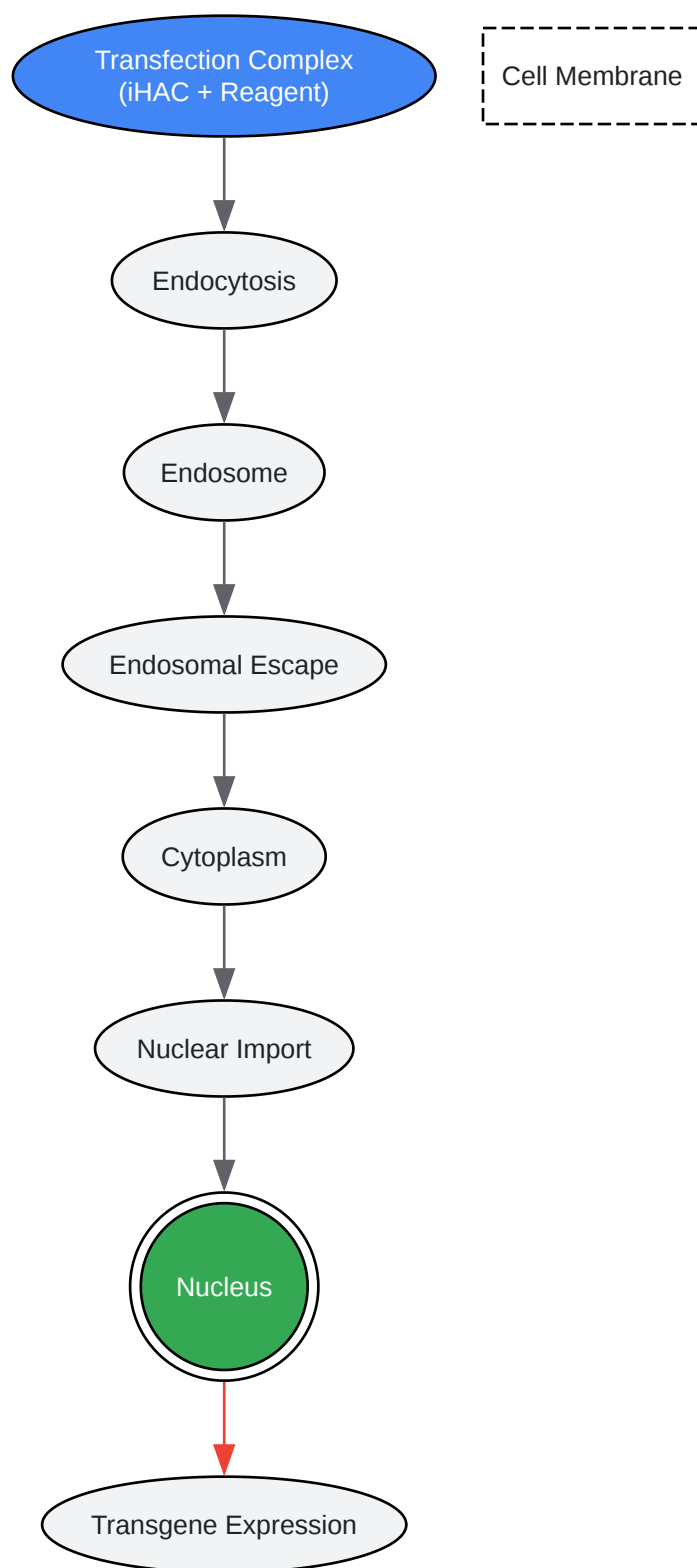 Transfection Complex
(iHAC + Reagent)
Cell Membrane
Endocytosis
Endosome
Endosomal Escape
Cytoplasm
Nuclear Import
Nucleus
Transgene Expression